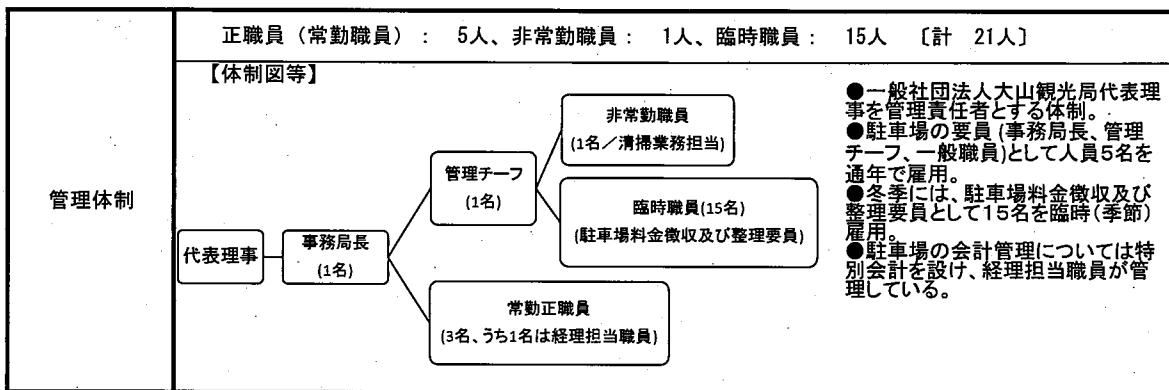 管理体制
正職員（常勤職員）： 5人、非常勤職員： 1人、臨時職員： 15人 〔計 21人〕
【体制図等】
代表理事
事務局長
(1名)
管理チーフ
(1名)
非常勤職員
(1名／清掃業務担当)
臨時職員(15名)
(駐車場料金徴収及び整理要員)
常勤正職員
(3名、うち1名は経理担当職員)
●一般社団法人大山観光局代表理
事を管理責任者とする体制。
●駐車場の要員(事務局長、管理
チーフ、一般職員)として人員5名を
通年で雇用。
●冬季には、駐車場料金徴収及び
整理要員として15名を臨時(季節)
雇用。
●駐車場の会計管理については特
別会計を設け、経理担当職員が管
理している。